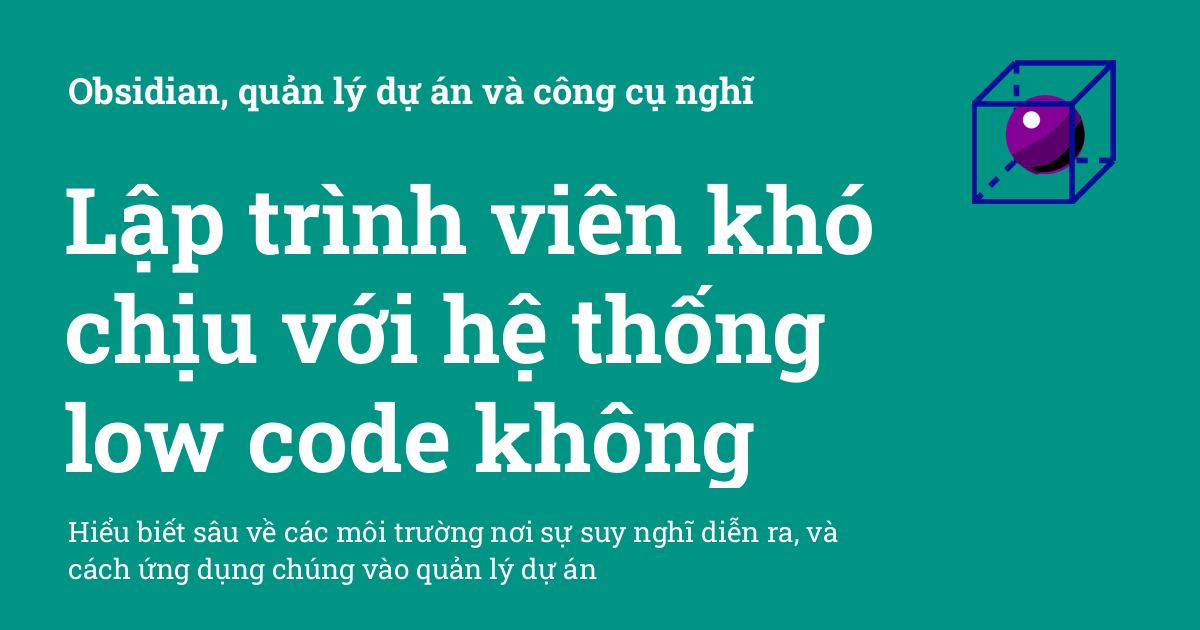 Obsidian, quản lý dự án và công cụ nghĩ
Lập trình viên khó
chịu với hệ thống
low code không
Hiểu biết sâu về các môi trường nơi sự suy nghĩ diễn ra, và
cách ứng dụng chúng vào quản lý dự án